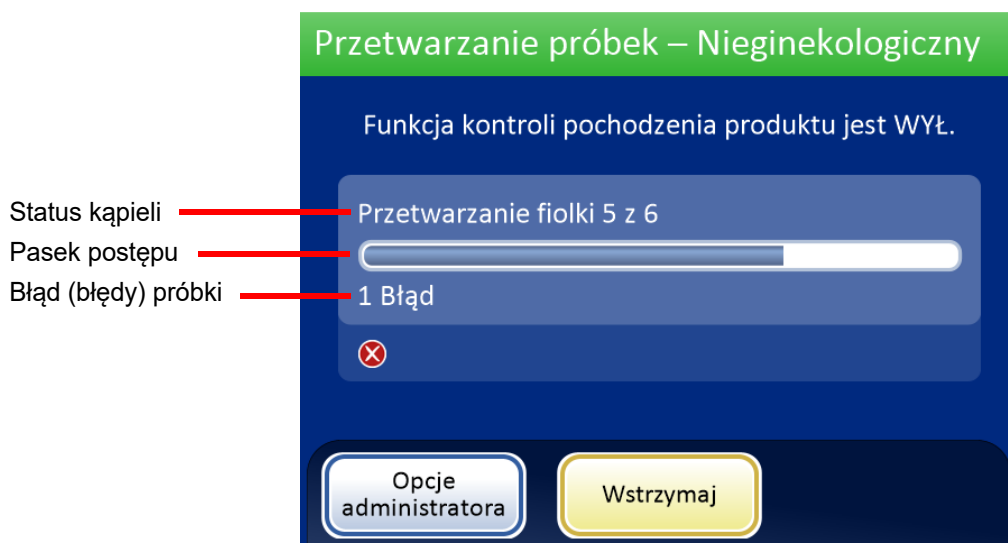 Przetwarzanie próbek – Nieginekologiczny
Funkcja kontroli pochodzenia produktu jest WYŁ.
Status kąpieli
Przetwarzanie fiolki 5 z 6
Pasek postępu
Błąd (błędy) próbki
1 Błąd
Opcje
administratora
Wstrzymaj